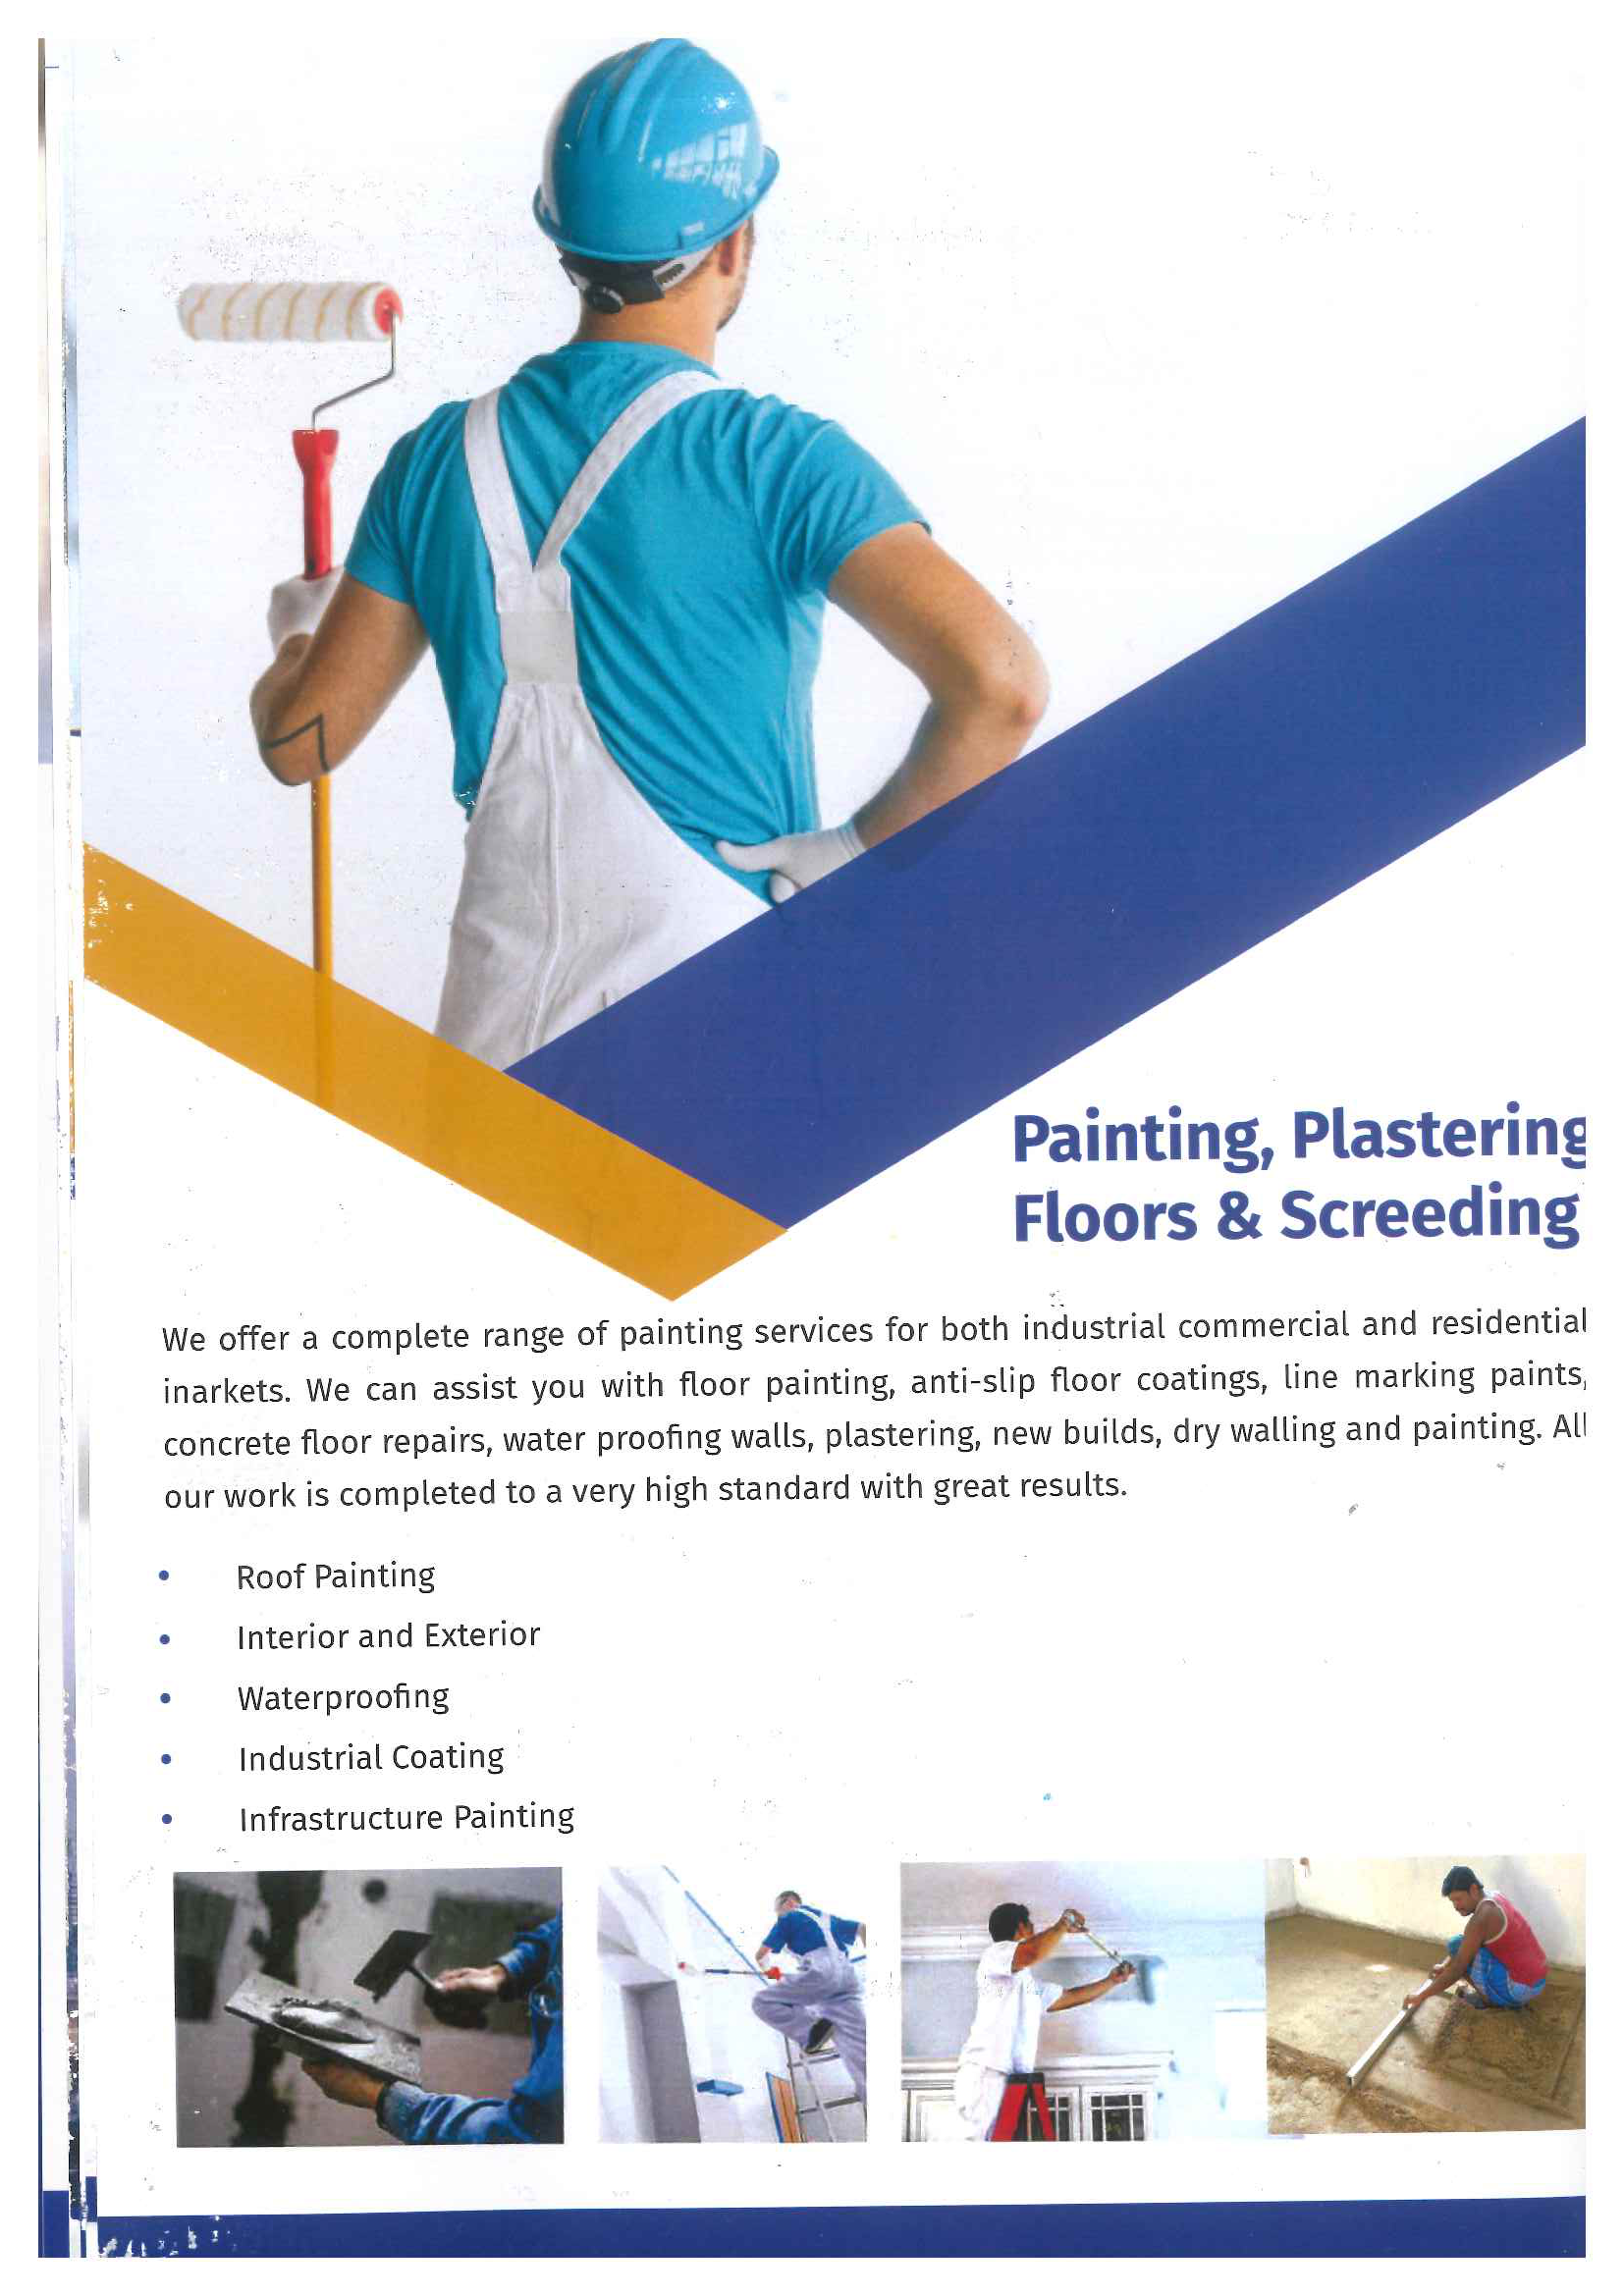 Painting, Plastering
Floors & Screeding
We offer a complete range of painting services for both industrial commercial and residential
inarkets. We can assist you with floor painting, anti-slip floor coatings, line marking paints,
concrete floor repairs, water proofing walls, plastering, new builds, dry walling and painting. All
our work is completed to a very high standard with great results.
• Roof Painting
• Interior and Exterior
• Waterproofing
• Industrial Coating
• Infrastructure Painting